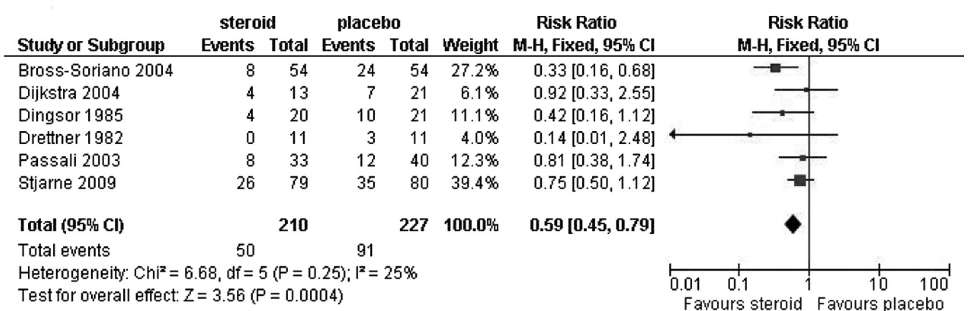 steroid placebo Risk Ratio Risk Ratio
Study or Subgroup Events Total Events Total Weight M-H, Fixed, 95% CI M-H, Fixed, 95% CI
Bross-Soriano 2004 8 54 24 54 27.2% 0.33 [0.16, 0.68]
Dijkstra 2004 4 13 7 21 6.1% 0.92 [0.33, 2.55]
Dingsor 1985 4 20 10 21 11.1% 0.42 [0.16, 1.12]
Drettner 1982 0 11 3 11 4.0% 0.14 [0.01, 2.48]
Passali 2003 8 33 12 40 12.3% 0.81 [0.38, 1.74]
Stjarne 2009 26 79 35 80 39.4% 0.75 [0.50, 1.12]
Total (95% CI) 210 227 100.0% 0.59 [0.45, 0.79]
Total events 50 91
Heterogeneity: Chi² = 6.68, df = 5 (P = 0.25); I² = 25%
Test for overall effect: Z = 3.56 (P = 0.0004)
0.01 0.1 1 10 100
Favours steroid Favours placebo